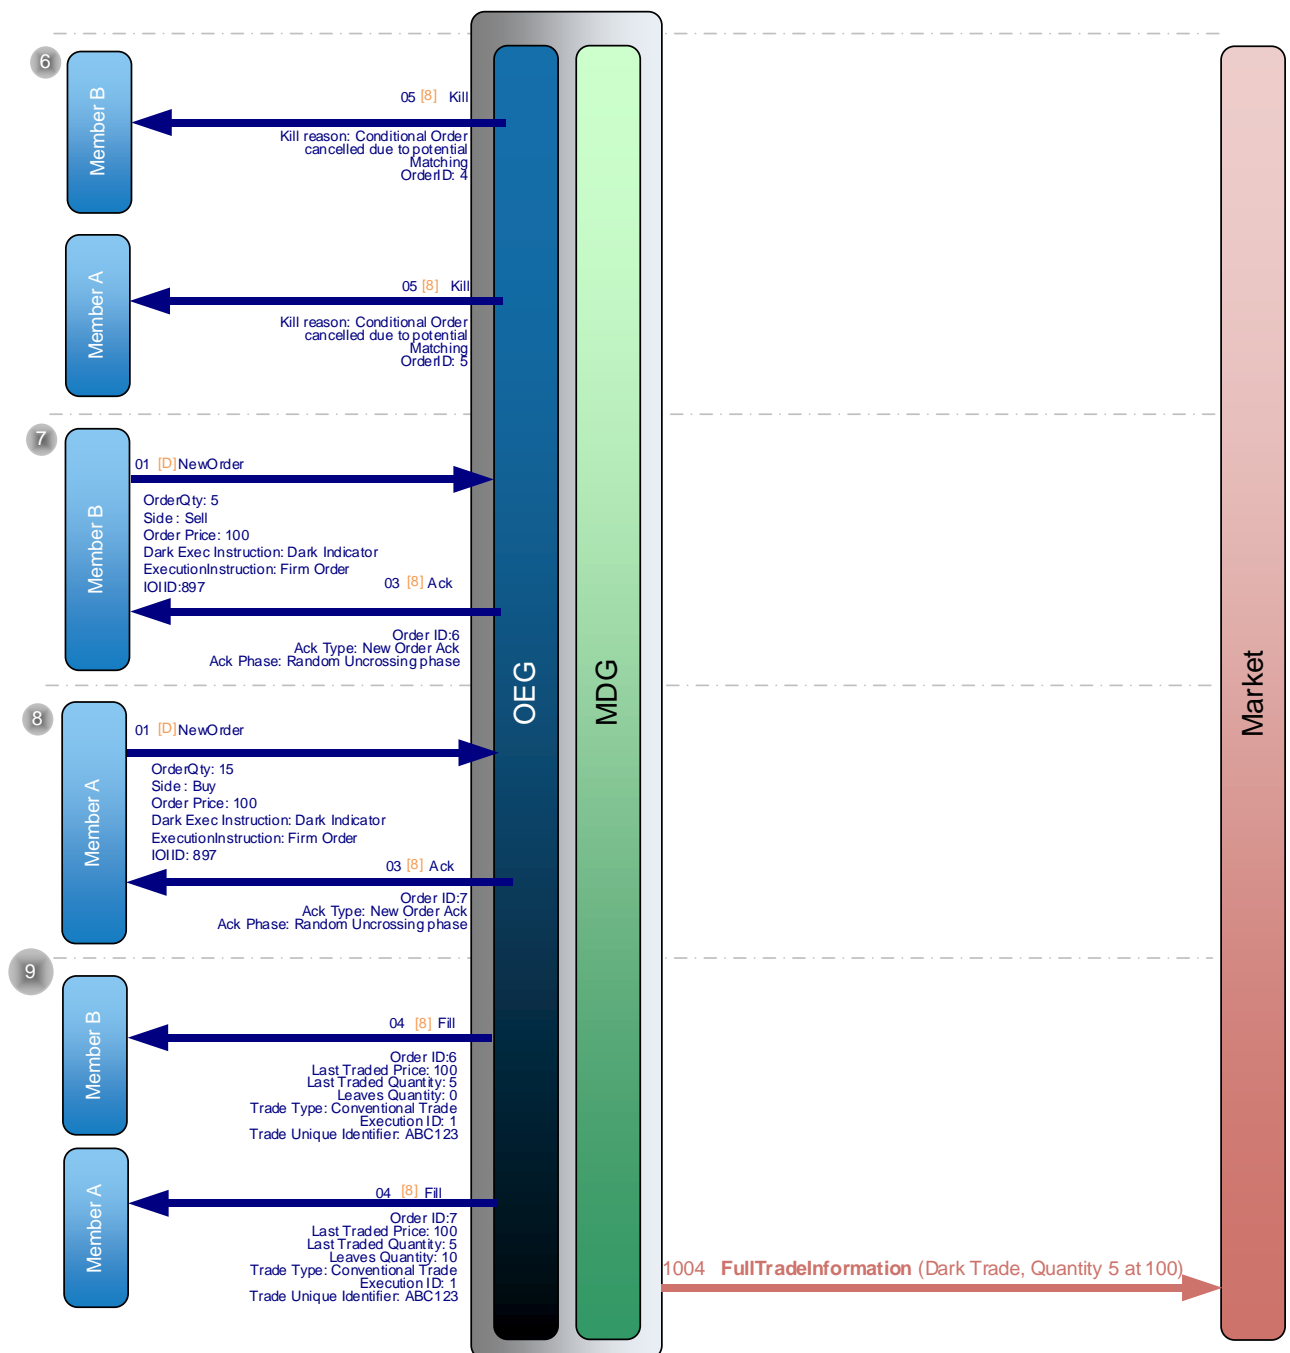 6
Member B
05 [8] Kill
Kill reason: Conditional Order
cancelled due to potential
Matching
OrderID: 4
Member A
05 [8] Kill
Kill reason: Conditional Order
cancelled due to potential
Matching
OrderID: 5
7
Member B
01 [D]NewOrder
OrderQty: 5
Side : Sell
Order Price: 100
Dark Exec Instruction: Dark Indicator
ExecutionInstruction: Firm Order
IOIID:897
03 [8] Ack
Order ID:6
Ack Type: New Order Ack
Ack Phase: Random Uncrossing phase
OEG
MDG
Market
8
Member A
01 [D]NewOrder
OrderQty: 15
Side : Buy
Order Price: 100
Dark Exec Instruction: Dark Indicator
ExecutionInstruction: Firm Order
IOIID: 897
03 [8] Ack
Order ID:7
Ack Type: New Order Ack
Ack Phase: Random Uncrossing phase
9
Member B
04 [8] Fill
Order ID:6
Last Traded Price: 100
Last Traded Quantity: 5
Leaves Quantity: 0
Trade Type: Conventional Trade
Execution ID: 1
Trade Unique Identifier: ABC123
Member A
04 [8] Fill
Order ID:7
Last Traded Price: 100
Last Traded Quantity: 5
Leaves Quantity: 10
Trade Type: Conventional Trade
Execution ID: 1
Trade Unique Identifier: ABC123
1004 FullTradeInformation (Dark Trade, Quantity 5 at 100)